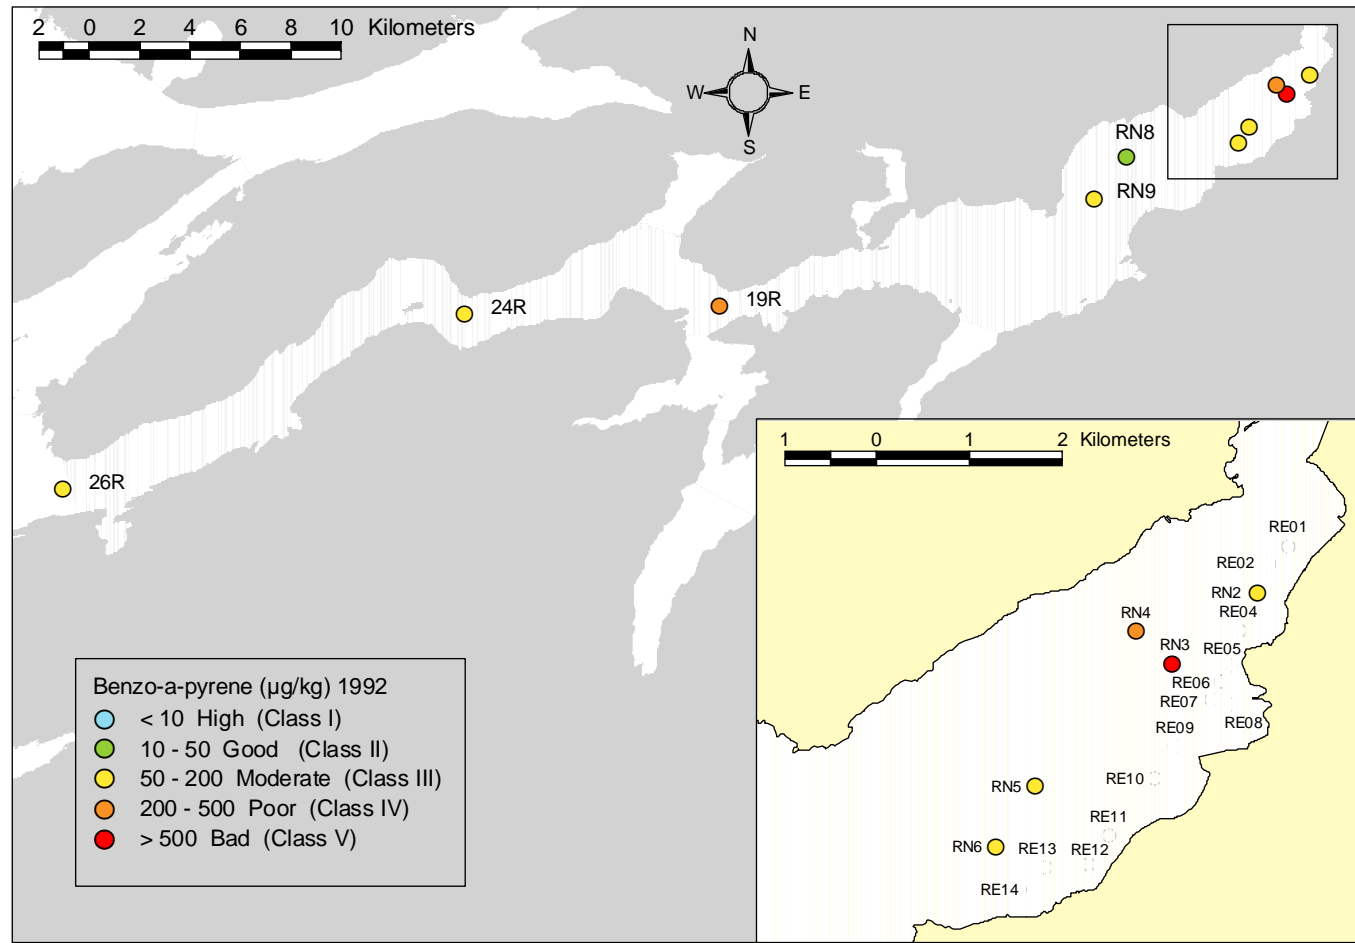 2 0 2 4 6 8 10 Kilometers
N
W E
S
RN8
RN9
24R
19R
26R
1 0 1 2 Kilometers
RE01
RE02
RN2
RE04
RN4
RN3
RE05
RE06
RE07
RE08
RE09
RE10
RN5
RE11
RN6
RE13
RE12
RE14
Benzo-a-pyrene (µg/kg) 1992
< 10 High (Class I)
10 - 50 Good (Class II)
50 - 200 Moderate (Class III)
200 - 500 Poor (Class IV)
> 500 Bad (Class V)